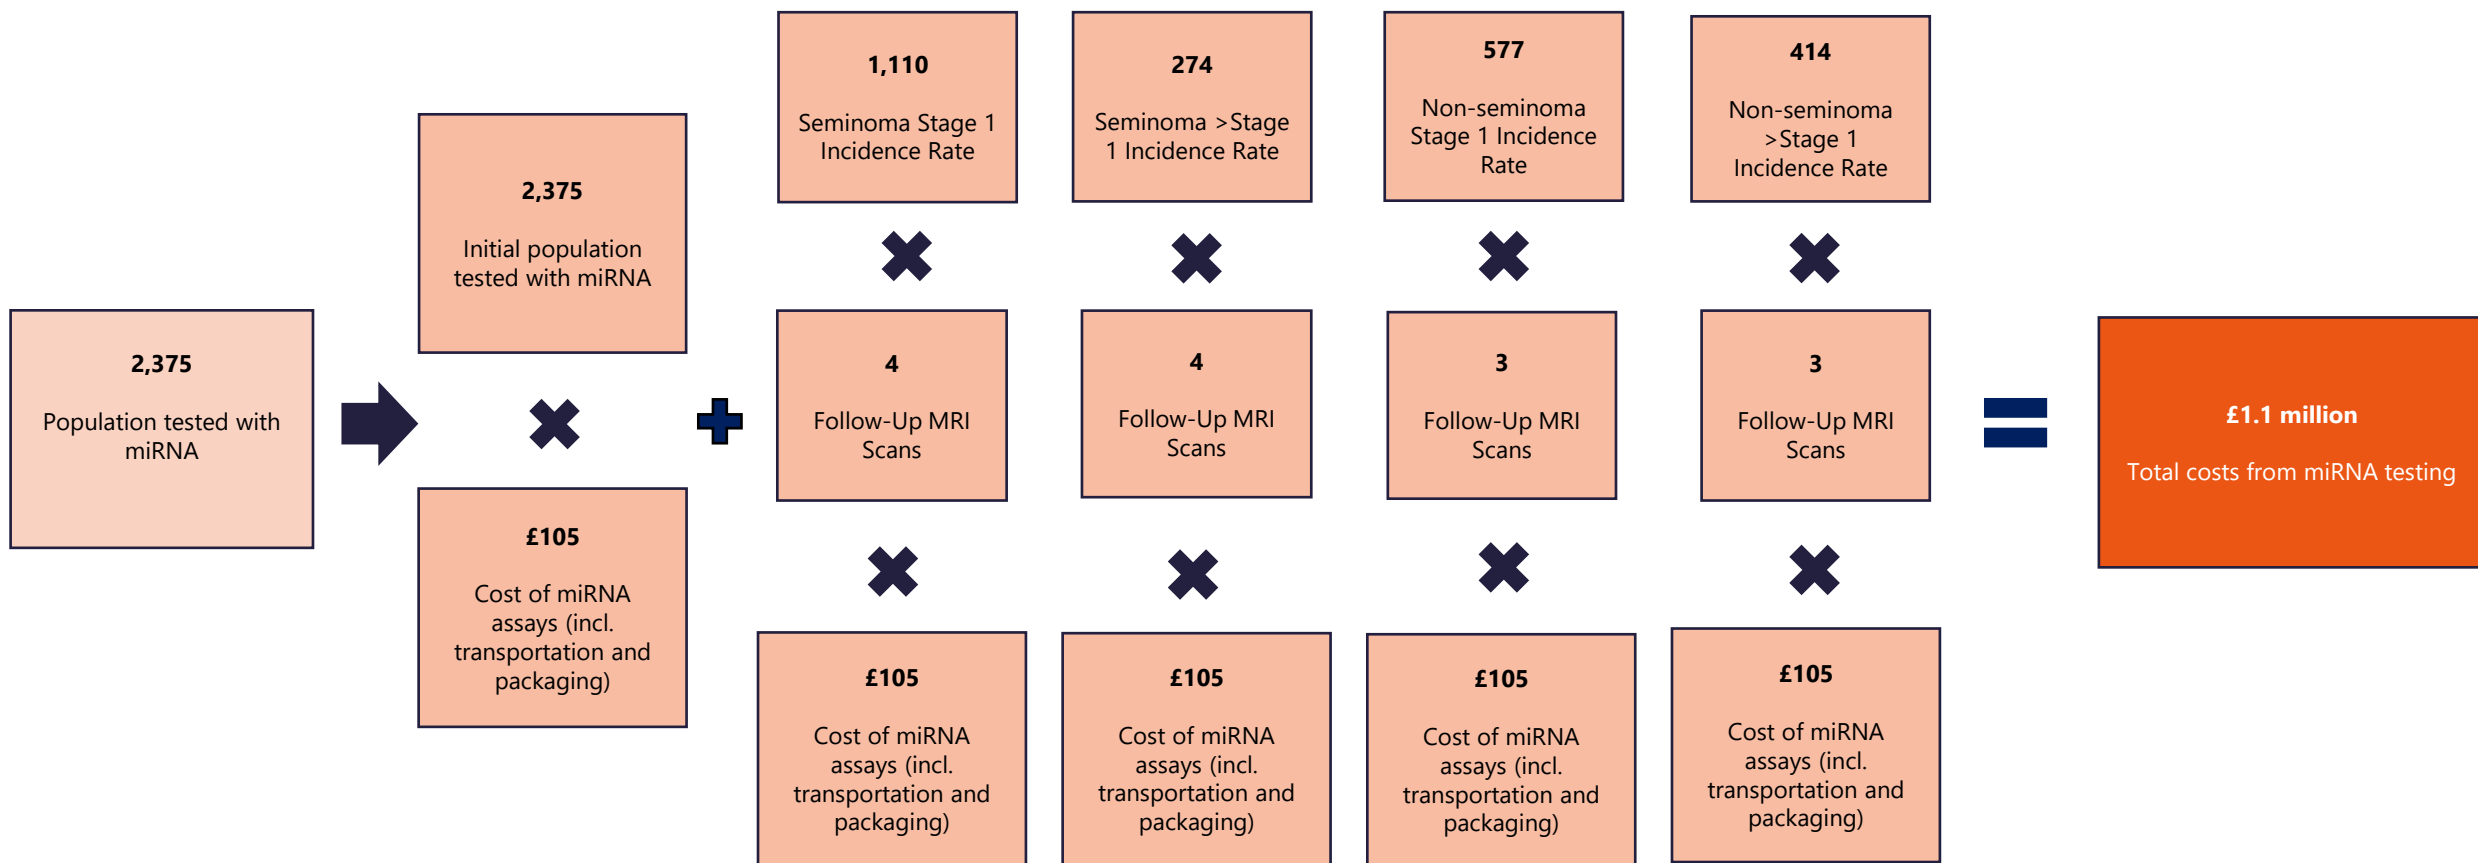 2,375
Population tested with
miRNA
2,375
Initial population
tested with miRNA
£105
Cost of miRNA
assays (incl.
transportation and
packaging)
1,110
Seminoma Stage 1
Incidence Rate
4
Follow-Up MRI
Scans
£105
Cost of miRNA
assays (incl.
transportation and
packaging)
274
Seminoma >Stage
1 Incidence Rate
4
Follow-Up MRI
Scans
£105
Cost of miRNA
assays (incl.
transportation and
packaging)
577
Non-seminoma
Stage 1 Incidence
Rate
3
Follow-Up MRI
Scans
£105
Cost of miRNA
assays (incl.
transportation and
packaging)
414
Non-seminoma
>Stage 1
Incidence Rate
3
Follow-Up MRI
Scans
£105
Cost of miRNA
assays (incl.
transportation and
packaging)
£1.1 million
Total costs from miRNA testing